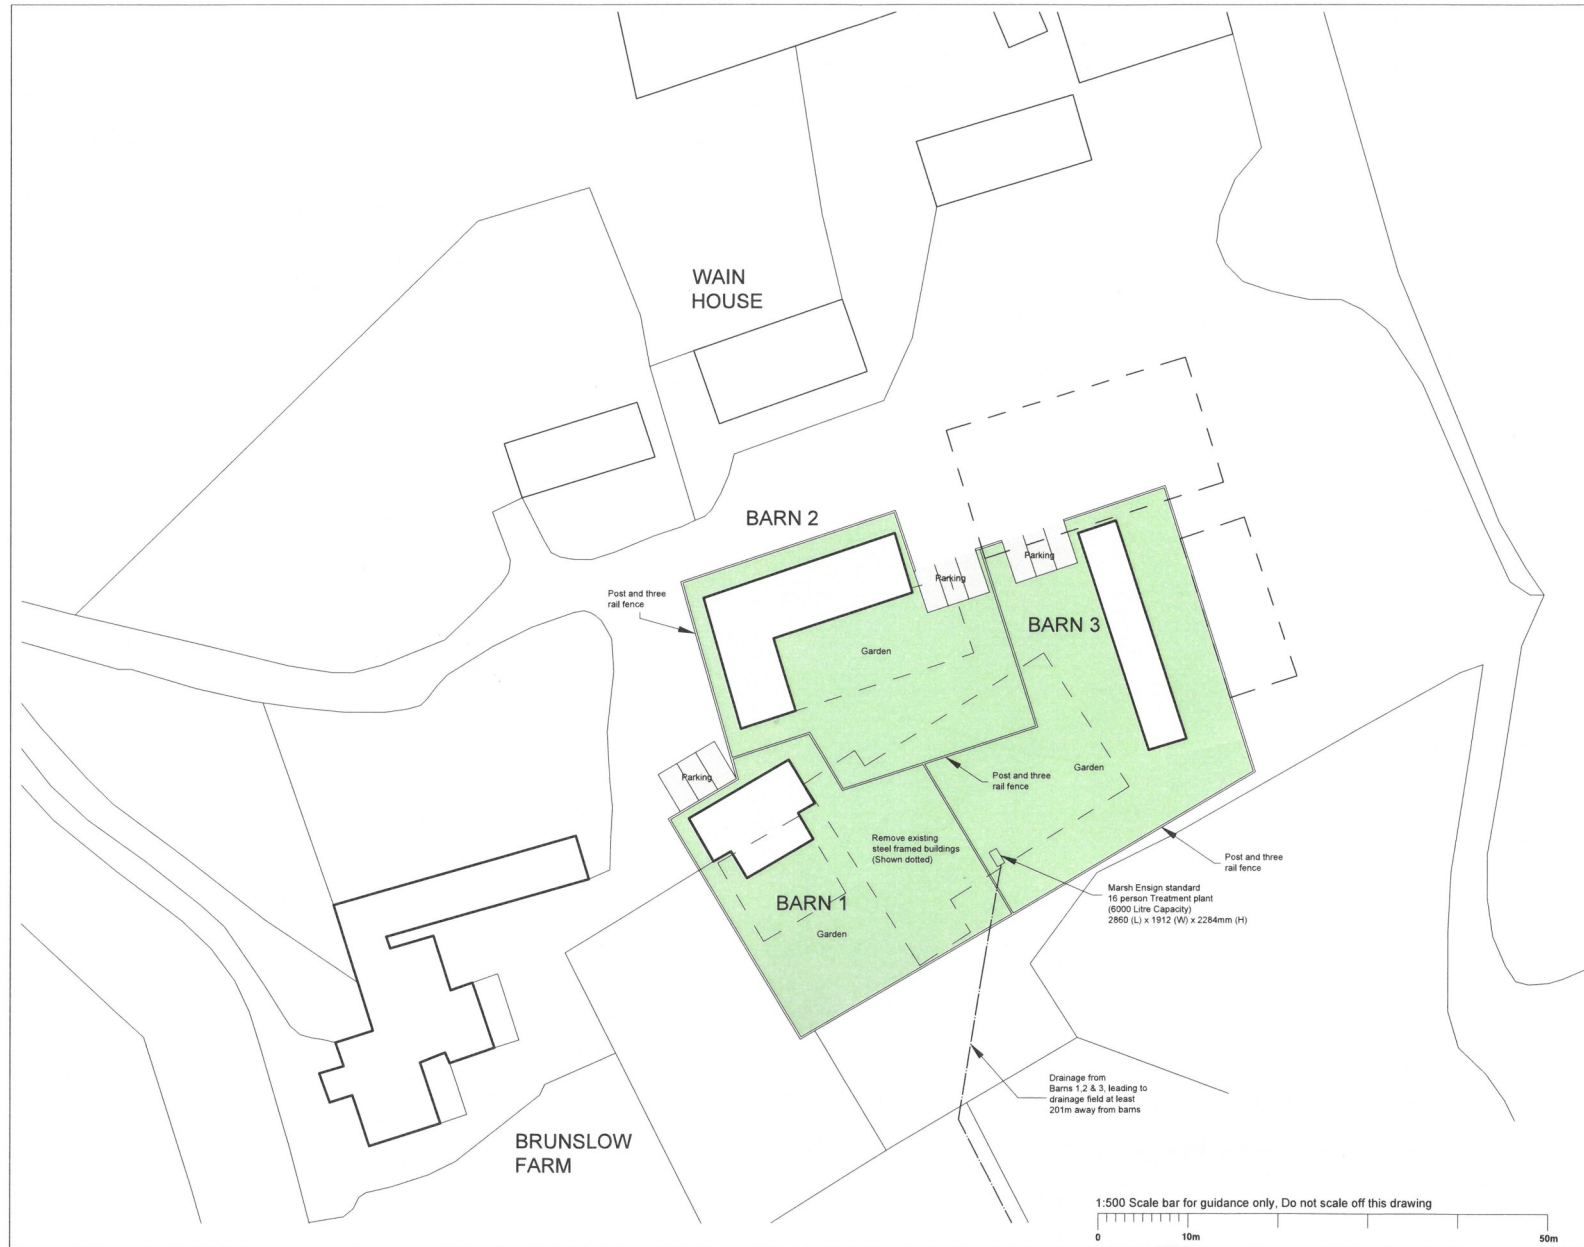 WAIN
HOUSE
BARN 2
Parking
Parking
Post and three
rail fence
BARN 3
Garden
Parking
Post and three
rail fence
Garden
Remove existing
steel framed buildings
(Shown dotted)
Post and three
rail fence
Marsh Ensign standard
16 person Treatment plant
(6000 Litre Capacity)
2860 (L) x 1912 (W) x 2284mm (H)
BARN 1
Garden
Drainage from
Barns 1,2 & 3, leading to
drainage field at least
201m away from barns
BRUNSLOW
FARM
1:500 Scale bar for guidance only, Do not scale off this drawing
0 10m 50m